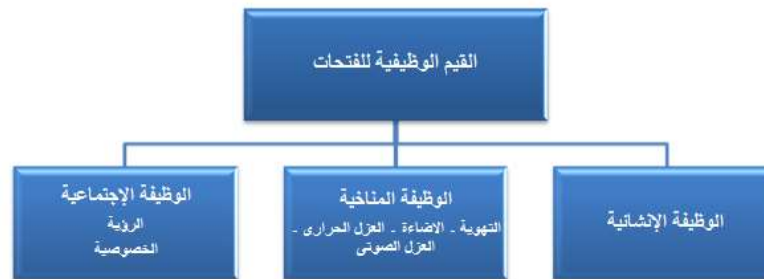 القيم الوظيفية للفتحات
الوظيفة الإنشائية
الوظيفة المناخية
التهوية - الاضاءة - العزل الحرارى -
العزل الصوتى
الوظيفة الإجتماعية
الرؤية
الخصوصية